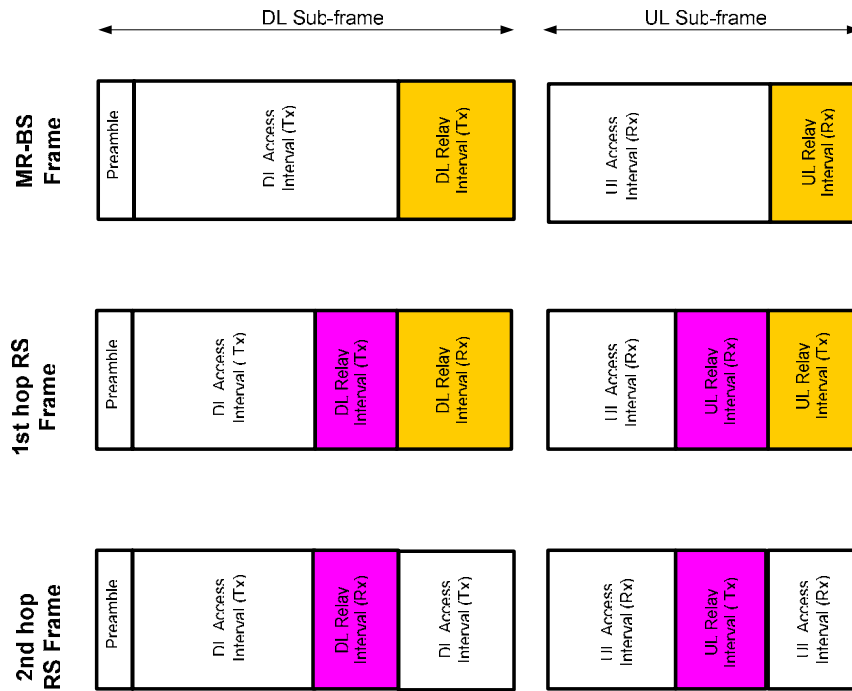 DL Sub-frame
UL Sub-frame
MR-BS
Frame
Preamble
DL Access
Interval (Tx)
DL Relay
Interval (Tx)
UL Access
Interval (Rx)
UL Relay
Interval (Rx)
1st hop RS
Frame
Preamble
DL Access
Interval ( Tx)
DL Relay
Interval (Tx)
DL Relay
Interval (Rx)
UL Access
Interval (Rx)
UL Relay
Interval (Rx)
UL Relay
Interval (Tx)
2nd hop
RS Frame
Preamble
DL Access
Interval (Tx)
DL Relay
Interval (Rx)
DL Access
Interval (Tx)
UL Access
Interval (Rx)
UL Relay
Interval ( Tx)
UL Access
Interval (Rx)